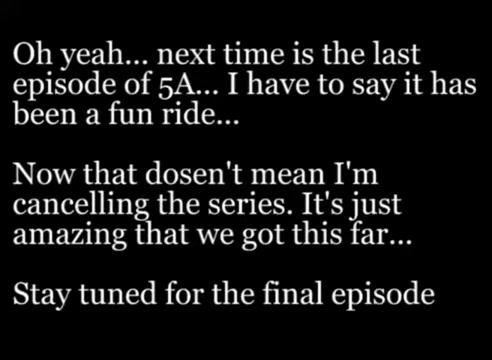 Oh yeah... next time is the last
episode of 5A... I have to say it has
been a fun ride...
Now that dosen't mean I'm
cancelling the series. It's just
amazing that we got this far...
Stay tuned for the final episode